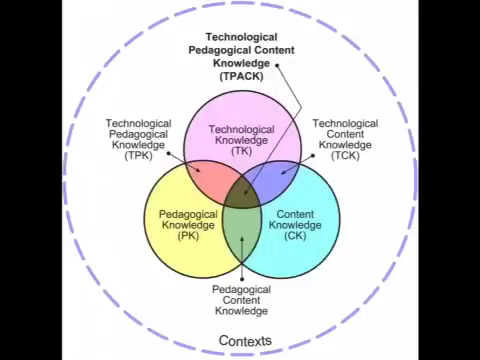 Technological
Pedagogical Content
Knowledge
(TPACK)
Technological
Pedagogical
Knowledge
(TPK)
Technological
Knowledge
(TK)
Technological
Content
Knowledge
(TCK)
Pedagogical
Knowledge
(PK)
Content
Knowledge
(CK)
Pedagogical
Content
Knowledge
Contexts